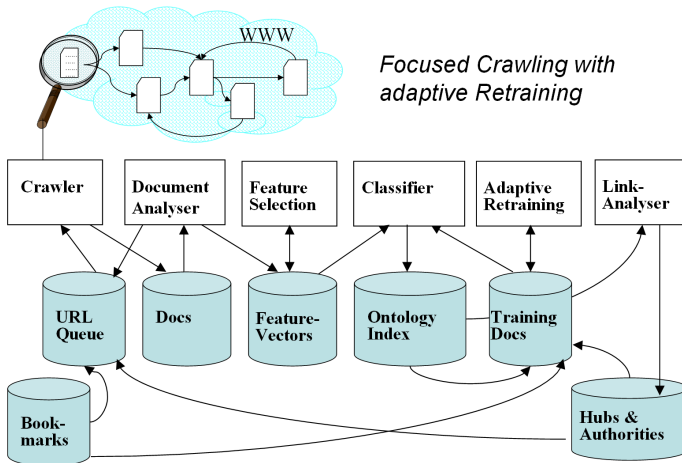 WWW
Focused Crawling with
adaptive Retraining
Crawler
Document
Analyser
Feature
Selection
Classifier
Adaptive
Retraining
Link-
Analyser
URL
Queue
Docs
Feature-
Vectors
Ontology
Index
Training
Docs
Book-
marks
Hubs &
Authorities